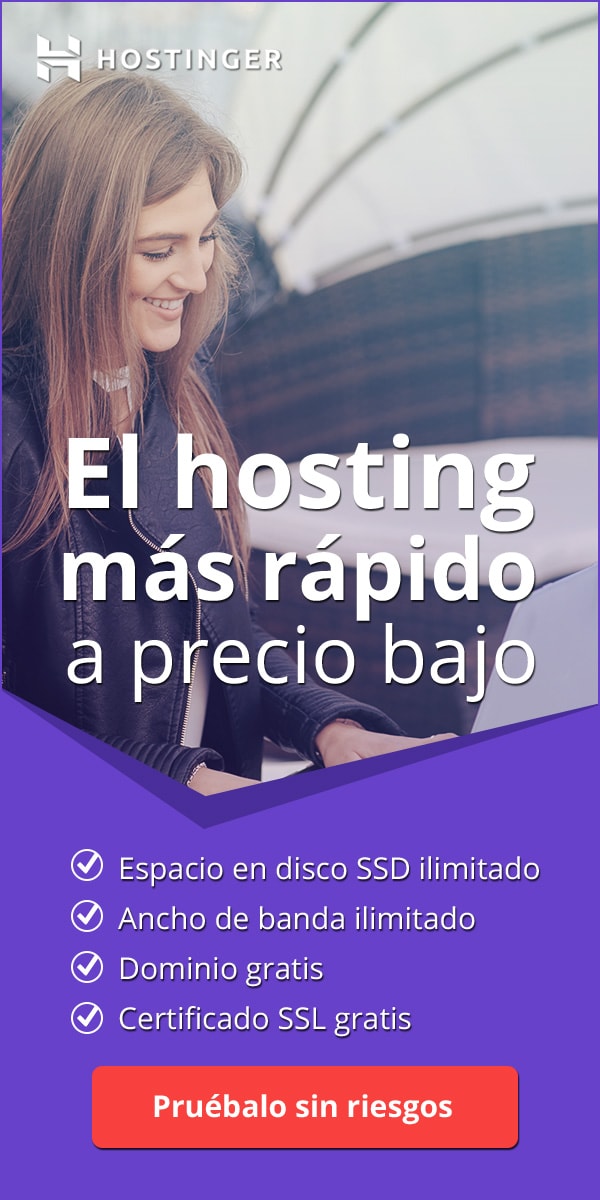 HOSTINGER
El hosting
más rápido
a precio bajo
Espacio en disco SSD ilimitado
Ancho de banda ilimitado
Dominio gratis
Certificado SSL gratis
Pruébalo sin riesgos